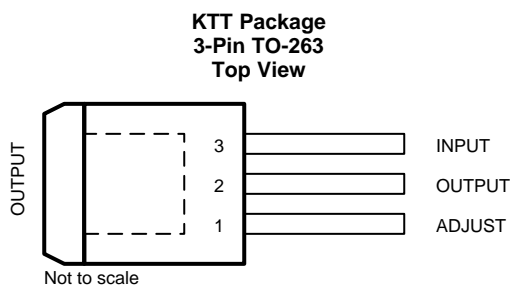 KTT Package
3-Pin TO-263
Top View
OUTPUT
3 INPUT
2 OUTPUT
1 ADJUST
Not to scale